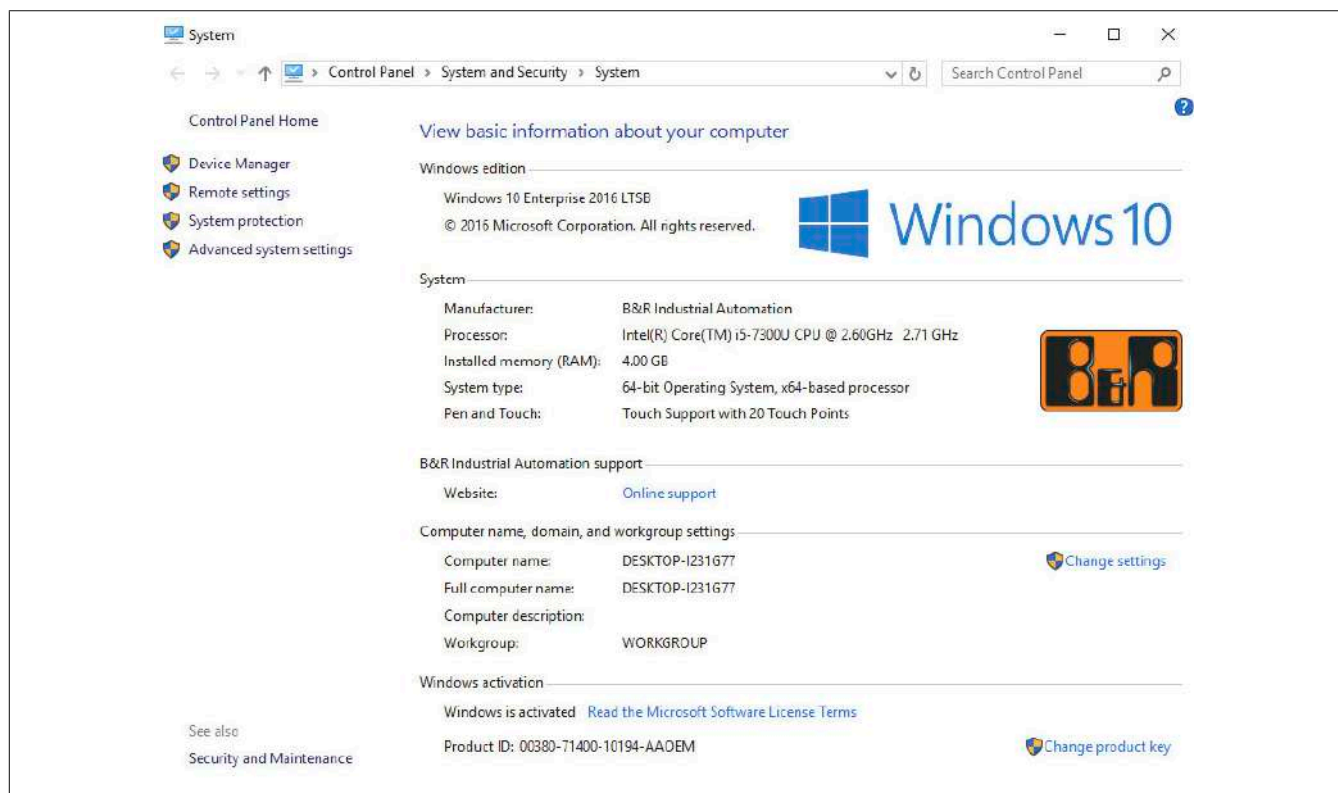 System
Control Panel > System and Security > System
Search Control Panel
?
Control Panel Home
Device Manager
Remote settings
System protection
Advanced system settings
View basic information about your computer
Windows edition
Windows 10 Enterprise 2016 LTSB
© 2016 Microsoft Corporation. All rights reserved.
Windows 10
System
Manufacturer: B&R Industrial Automation
Processor: Intel(R) Core(TM) i5-7300U CPU @ 2.60GHz 2.71 GHz
Installed memory (RAM): 4.00 GB
System type: 64-bit Operating System, x64-based processor
Pen and Touch: Touch Support with 20 Touch Points
B&R
B&R Industrial Automation support
Website: Online support
Computer name, domain, and workgroup settings
Computer name: DESKTOP-I231G77
Change settings
Full computer name: DESKTOP-I231G77
Computer description:
Workgroup: WORKGROUP
Windows activation
Windows is activated Read the Microsoft Software License Terms
Product ID: 00380-71400-10194-AAOEM
Change product key
See also
Security and Maintenance